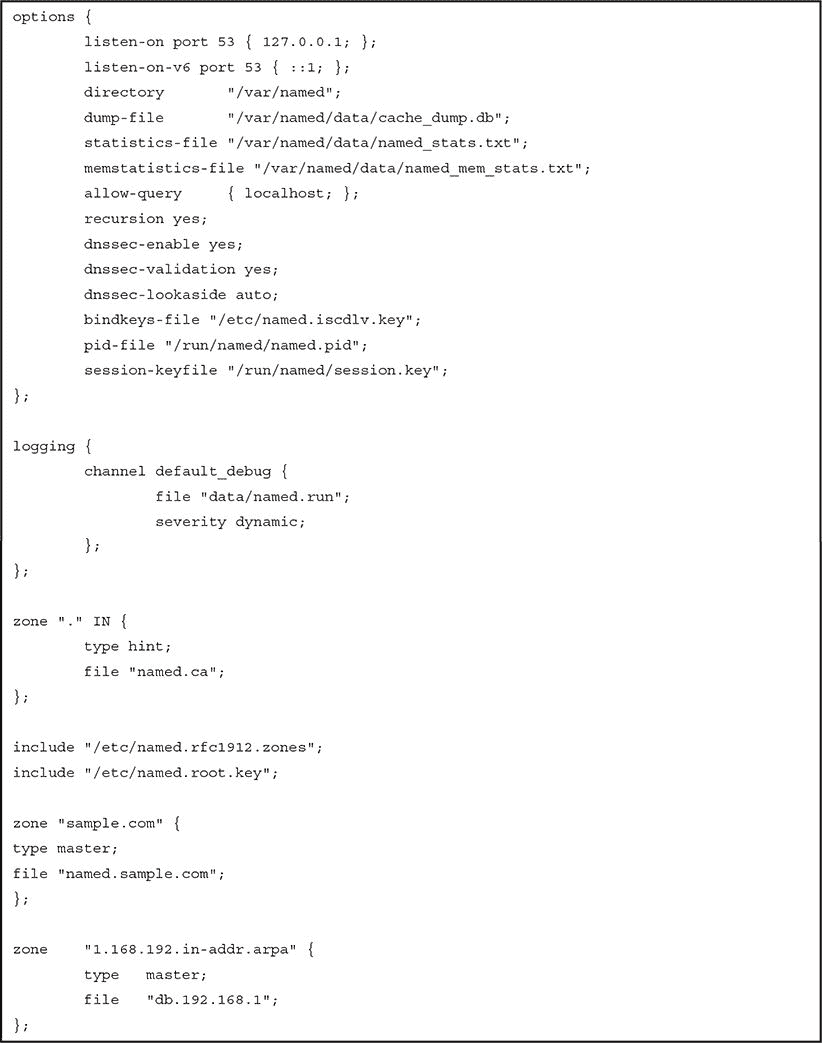 options {
        listen-on port 53 { 127.0.0.1; };
        listen-on-v6 port 53 { ::1; };
        directory       "/var/named";
        dump-file       "/var/named/data/cache_dump.db";
        statistics-file "/var/named/data/named_stats.txt";
        memstatistics-file "/var/named/data/named_mem_stats.txt";
        allow-query     { localhost; };
        recursion yes;
        dnssec-enable yes;
        dnssec-validation yes;
        dnssec-lookaside auto;
        bindkeys-file "/etc/named.iscdlv.key";
        pid-file "/run/named/named.pid";
        session-keyfile "/run/named/session.key";
};

logging {
        channel default_debug {
                file "data/named.run";
                severity dynamic;
        };
};

zone "." IN {
        type hint;
        file "named.ca";
};

include "/etc/named.rfc1912.zones";
include "/etc/named.root.key";

zone "sample.com" {
type master;
file "named.sample.com";
};

zone    "1.168.192.in-addr.arpa" {
        type   master;
        file   "db.192.168.1";
};